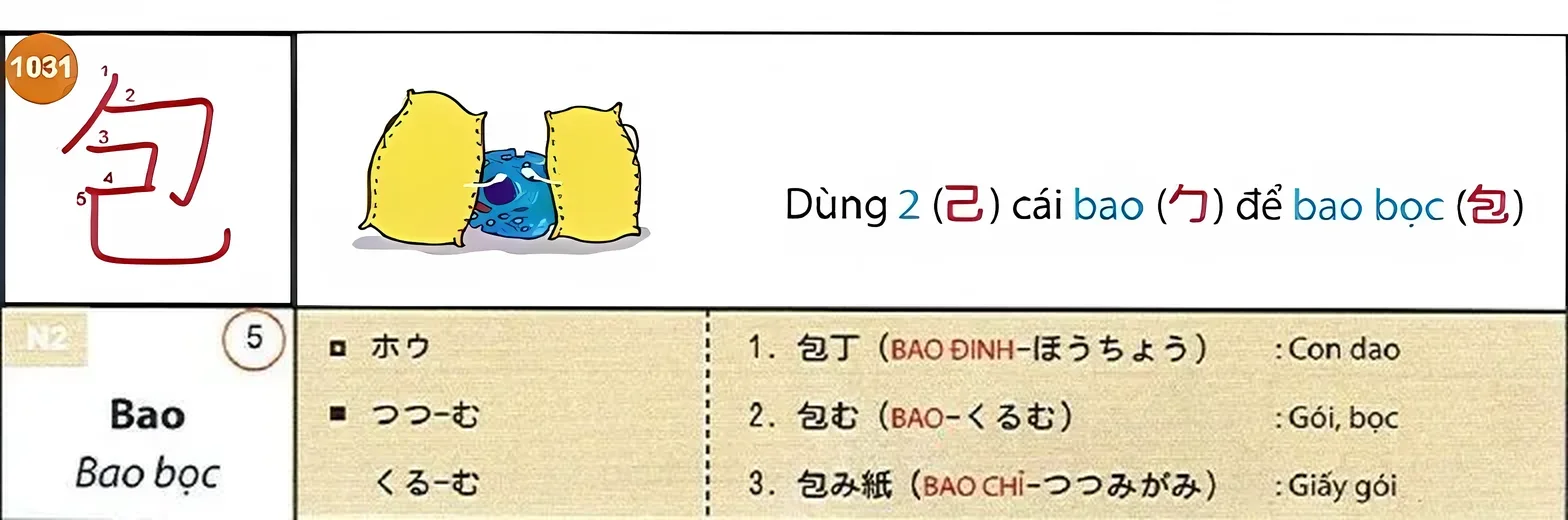 1031
1
2
3
4
5
包
Dùng 2 (己) cái bao (勹) để bao bọc (包)
N2
5
Bao
Bao bọc
ホウ
つつ-む
くる-む
1. 包丁 (BAO ĐINH-ほうちょう) : Con dao
2. 包む (BAO-くるむ) : Gói, bọc
3. 包み紙 (BAO CHỈ-つつみがみ) : Giấy gói